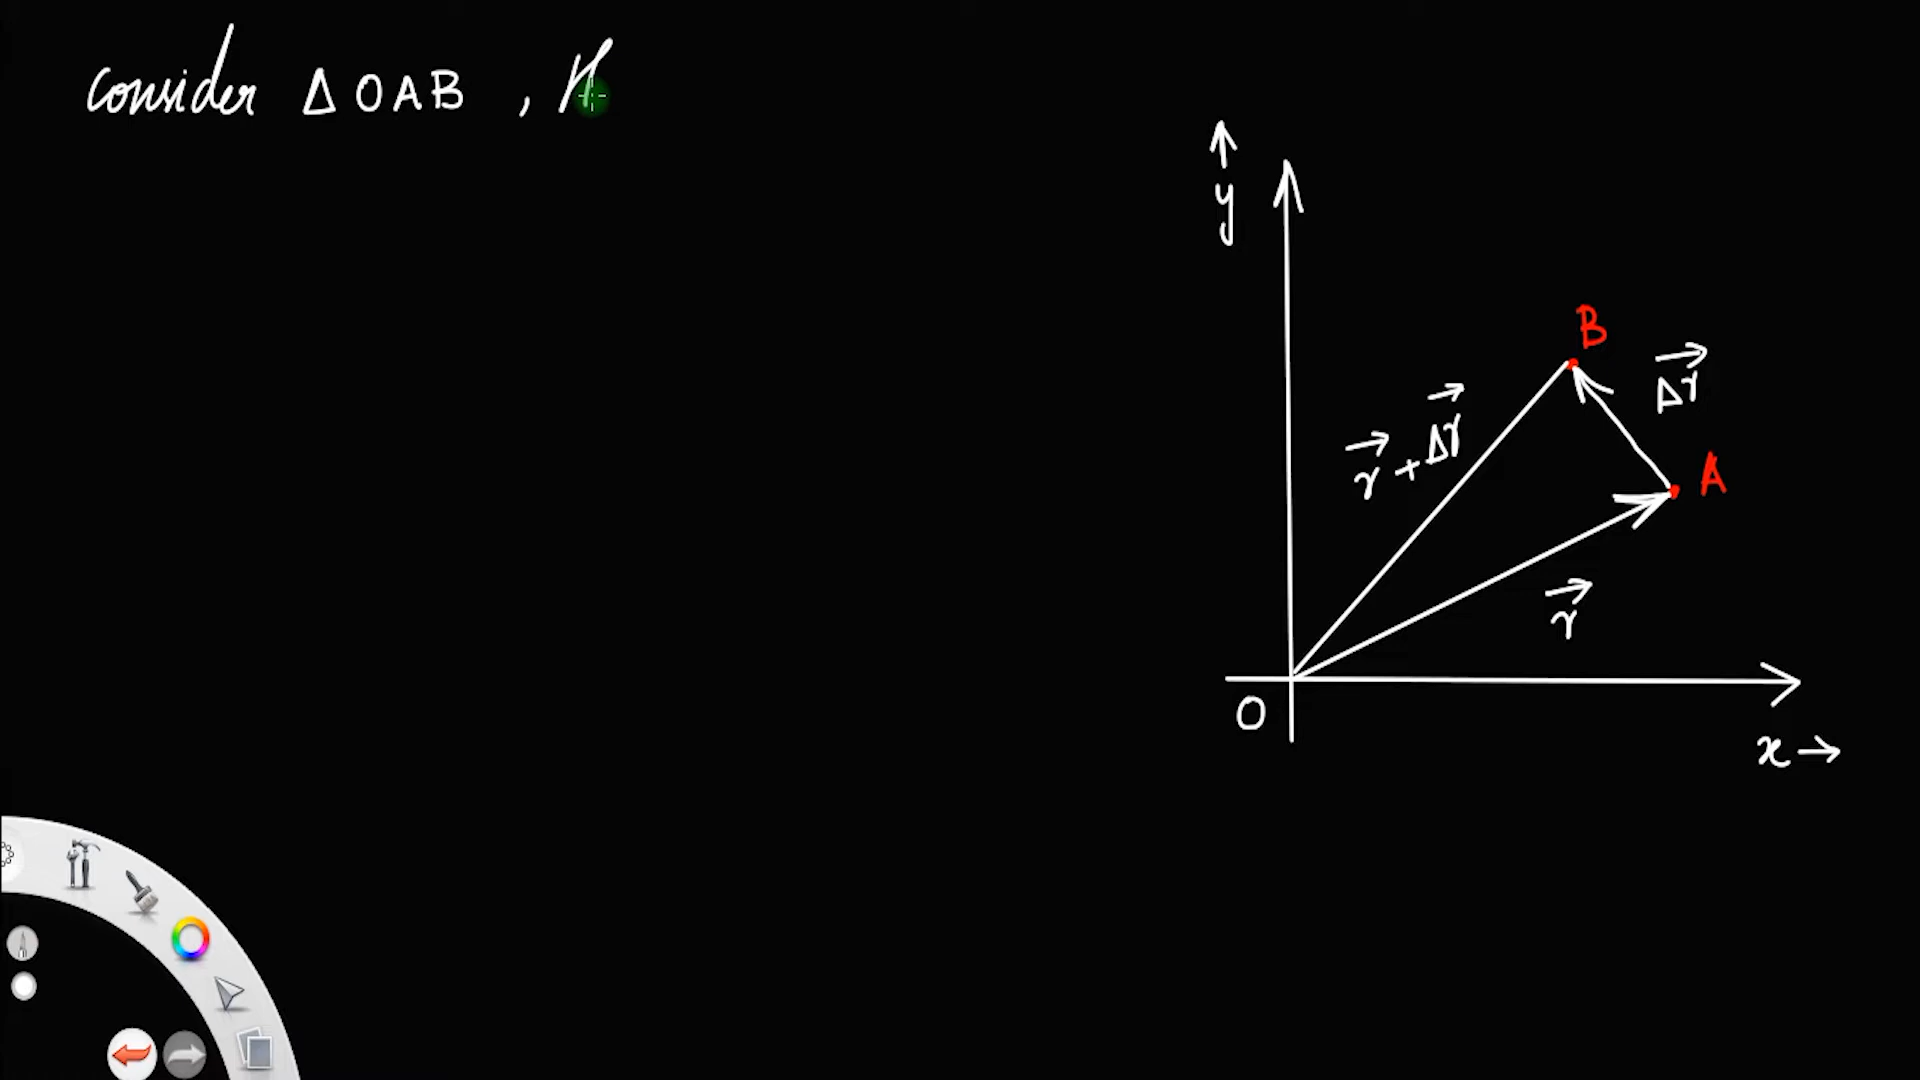 Consider Δ OAB ,
↑
y
B
→Δr
→r + →Δr
A
→r
O
x →